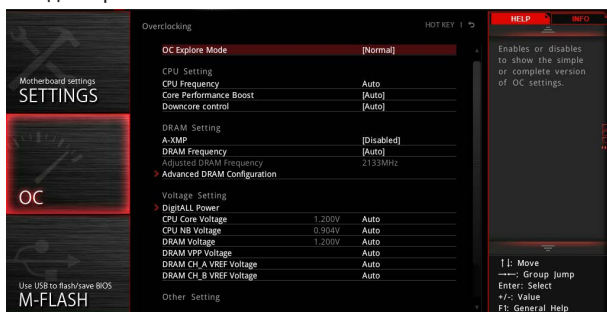 Overclocking
HOT KEY |
HELP
INFO
OC Explore Mode [Normal]
CPU Setting
CPU Frequency Auto
Core Performance Boost [Auto]
Downcore control [Auto]
DRAM Setting
A-XMP [Disabled]
DRAM Frequency [Auto]
Adjusted DRAM Frequency 2133MHz
> Advanced DRAM Configuration
Voltage Setting
> DigitALL Power
CPU Core Voltage 1.200V Auto
CPU NB Voltage 0.904V Auto
DRAM Voltage 1.200V Auto
DRAM VPP Voltage Auto
DRAM CH_A VREF Voltage Auto
DRAM CH_B VREF Voltage Auto
Other Setting
Motherboard settings
SETTINGS
OC
Use USB to flash/save BIOS
M-FLASH
Enables or disables
to show the simple
or complete version
of OC settings.
↑↓: Move
→←: Group Jump
Enter: Select
+/-: Value
F1: General Help